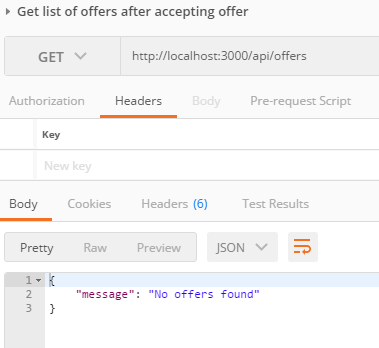 Get list of offers after accepting offer
GET http://localhost:3000/api/offers
Authorization Headers Body Pre-request Script
Key
New key
Body Cookies Headers (6) Test Results
Pretty Raw Preview JSON
1 {
2 "message": "No offers found"
3 }